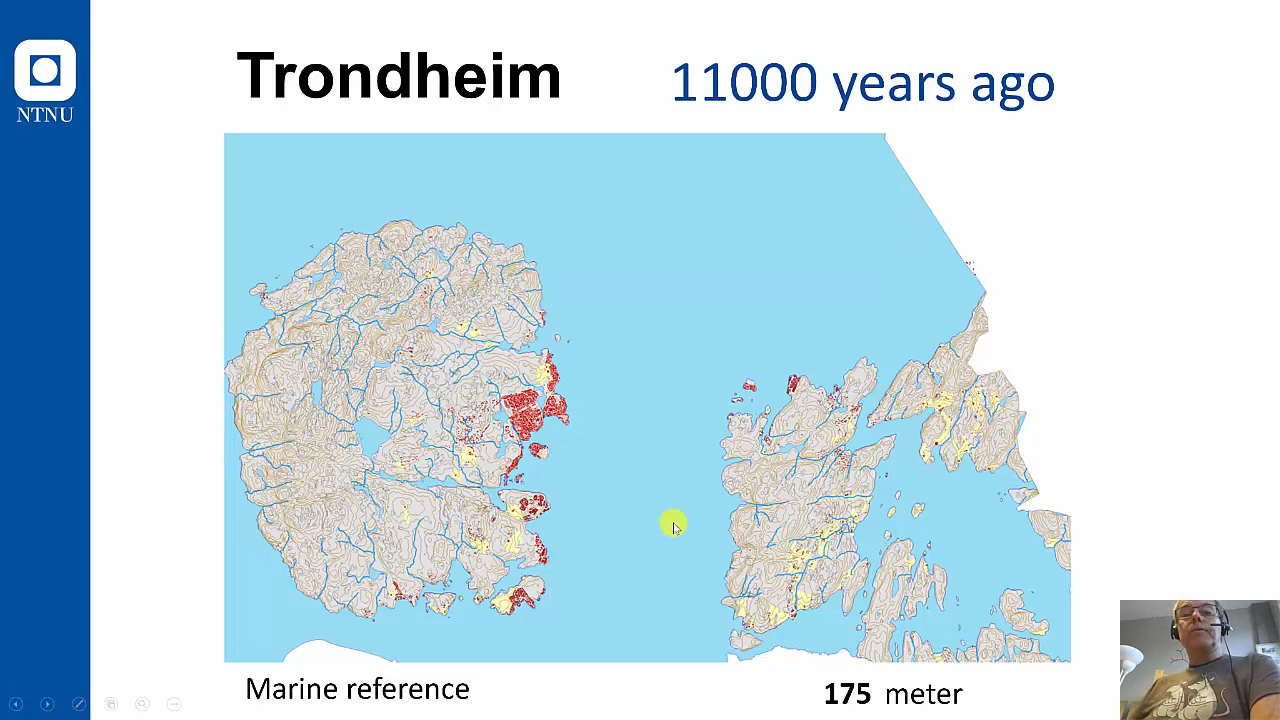 NTNU
Trondheim
11000 years ago
Marine reference
175 meter